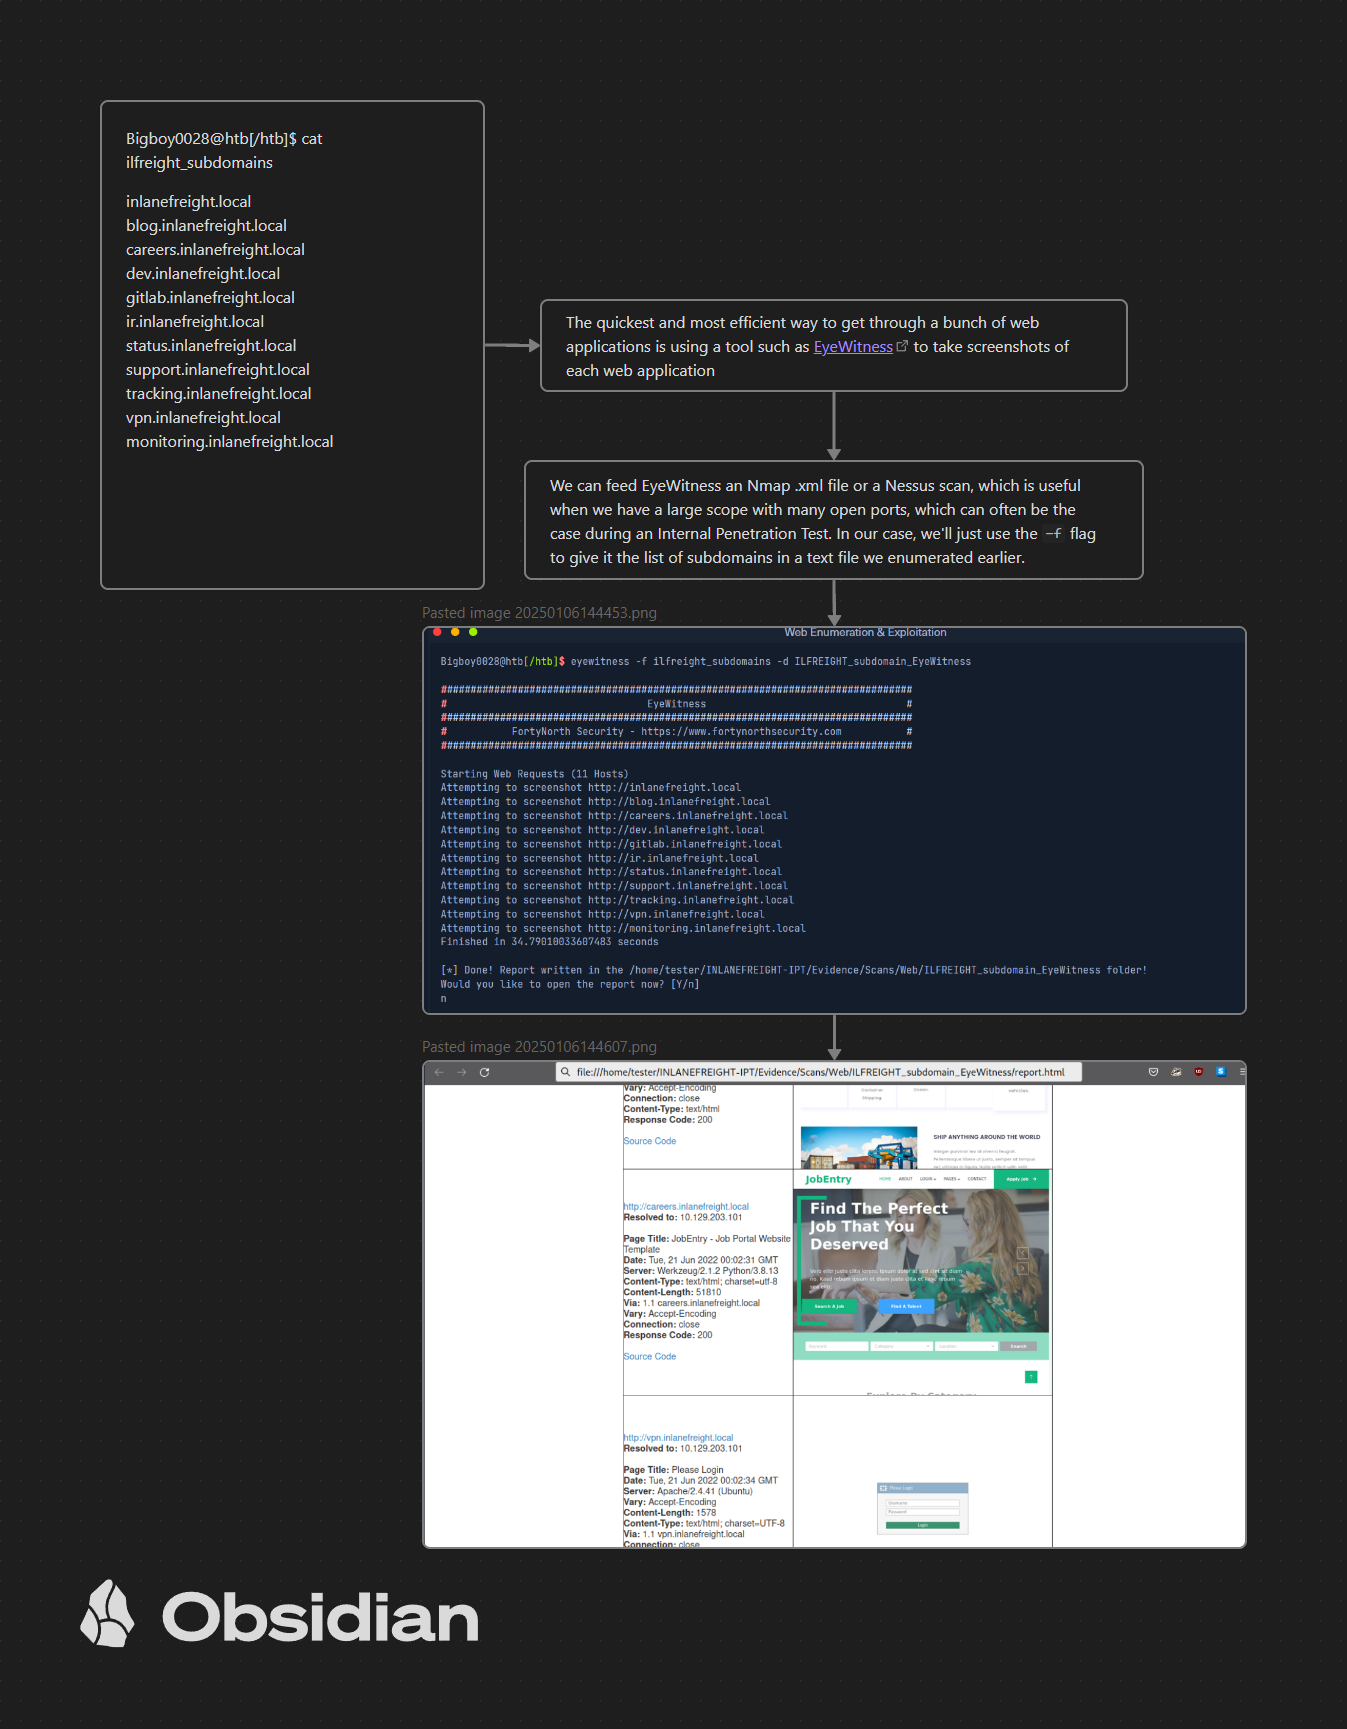 Bigboy0028@htb[/htb]$ cat
ilfreight_subdomains
inlanefreight.local
blog.inlanefreight.local
careers.inlanefreight.local
dev.inlanefreight.local
gitlab.inlanefreight.local
ir.inlanefreight.local
status.inlanefreight.local
support.inlanefreight.local
tracking.inlanefreight.local
vpn.inlanefreight.local
monitoring.inlanefreight.local
The quickest and most efficient way to get through a bunch of web
applications is using a tool such as EyeWitness to take screenshots of
each web application
We can feed EyeWitness an Nmap .xml file or a Nessus scan, which is useful
when we have a large scope with many open ports, which can often be the
case during an Internal Penetration Test. In our case, we'll just use the -f flag
to give it the list of subdomains in a text file we enumerated earlier.
Pasted image 20250106144453.png
Web Enumeration & Exploitation
Bigboy0028@htb[/htb]$ eyewitness -f ilfreight_subdomains -d ILFREIGHT_subdomain_EyeWitness
################################################################################
# EyeWitness #
################################################################################
# FortyNorth Security - https://www.fortynorthsecurity.com #
################################################################################
Starting Web Requests (11 Hosts)
Attempting to screenshot http://inlanefreight.local
Attempting to screenshot http://blog.inlanefreight.local
Attempting to screenshot http://careers.inlanefreight.local
Attempting to screenshot http://dev.inlanefreight.local
Attempting to screenshot http://gitlab.inlanefreight.local
Attempting to screenshot http://ir.inlanefreight.local
Attempting to screenshot http://status.inlanefreight.local
Attempting to screenshot http://support.inlanefreight.local
Attempting to screenshot http://tracking.inlanefreight.local
Attempting to screenshot http://vpn.inlanefreight.local
Attempting to screenshot http://monitoring.inlanefreight.local
Finished in 34.79010033607483 seconds
[*] Done! Report written in the /home/tester/INLANEFREIGHT-IPT/Evidence/Scans/Web/ILFREIGHT_subdomain_EyeWitness folder!
Would you like to open the report now? [Y/n]
n
Pasted image 20250106144607.png
file:///home/tester/INLANEFREIGHT-IPT/Evidence/Scans/Web/ILFREIGHT_subdomain_EyeWitness/report.html
Vary: Accept-Encoding
Connection: close
Content-Type: text/html
Response Code: 200
Source Code
Shipping
SHIP ANYTHING AROUND THE WORLD
http://careers.inlanefreight.local
Resolved to: 10.129.203.101
Page Title: JobEntry - Job Portal Website
Template
Date: Tue, 21 Jun 2022 00:02:31 GMT
Server: Werkzeug/2.1.2 Python/3.8.13
Content-Type: text/html; charset=utf-8
Content-Length: 51810
Via: 1.1 careers.inlanefreight.local
Vary: Accept-Encoding
Connection: close
Response Code: 200
Source Code
JobEntry
HOME ABOUT LOGIN PAGES CONTACT
Apply Job
Find The Perfect
Job That You
Deserved
Search A Job
Find A Talent
Keyword
Category
Location
Search
Explore By Category
http://vpn.inlanefreight.local
Resolved to: 10.129.203.101
Page Title: Please Login
Date: Tue, 21 Jun 2022 00:02:34 GMT
Server: Apache/2.4.41 (Ubuntu)
Vary: Accept-Encoding
Content-Length: 1578
Content-Type: text/html; charset=UTF-8
Via: 1.1 vpn.inlanefreight.local
Connection: close
Please Login
Username
Password
Login
Obsidian